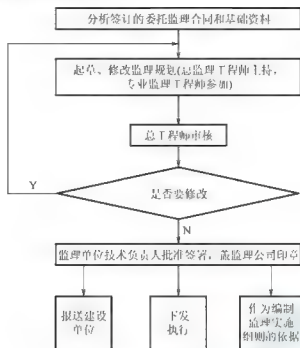 分析签订的委托监理合同和基础资料
起草、修改监理规划(总监理工程师主持,
专业监理工程师参加)
总工程师审核
Y
是否要修改
N
监理单位技术负责人批准签署,盖监理公司印章
报送建设
单位
下发
执行
作为编制
监理实施
细则的依据